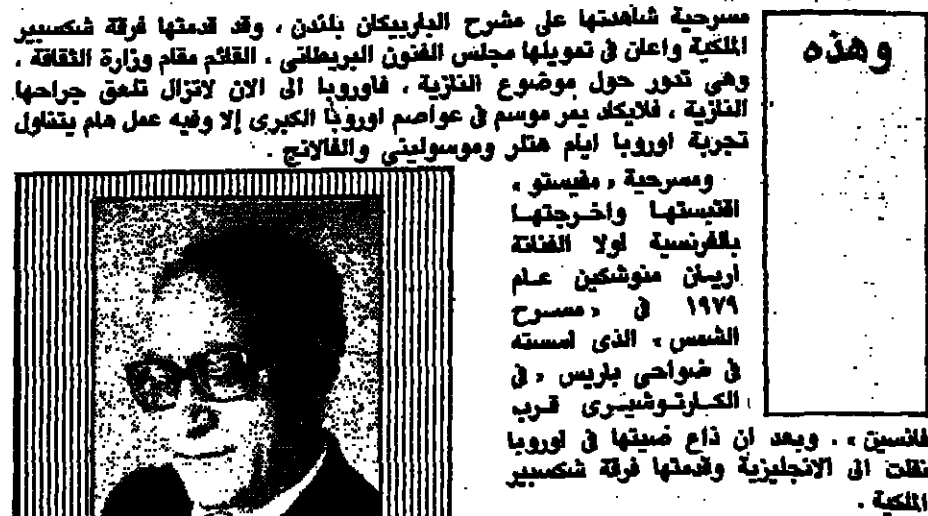 وهذه
مسرحية شاهدتها على مسرح الباربيكان بلندن ، وقد قدمتها فرقة شكسبير
الملكية واعان في تمويلها مجلس الفنون البريطانى ، القائم مقام وزارة الثقافة ،
وهي تدور حول موضوع النازية ، فأوروبا الى الان لاتزال تلعق جراحها
النازية ، فلايكاد يمر موسم في عواصم اوروبا الكبرى إلا وفيه عمل هام يتناول
تجربة اوروبا ايام هتلر وموسوليني والفالانج .
ومسرحية « مفيستو »
اقتبستها واخرجتها
بالفرنسية اولا الفنانة
اريان منوشكين عام
١٩٧٩ في « مسرح
الشمس » الذى اسسته
في ضواحى باريس « في
الكارتوشيرى قرب
فانسين » . وبعد ان ذاع صيتها في اوروبا
نقلت الى الانجليزية وقدمتها فرقة شكسبير
الملكية .